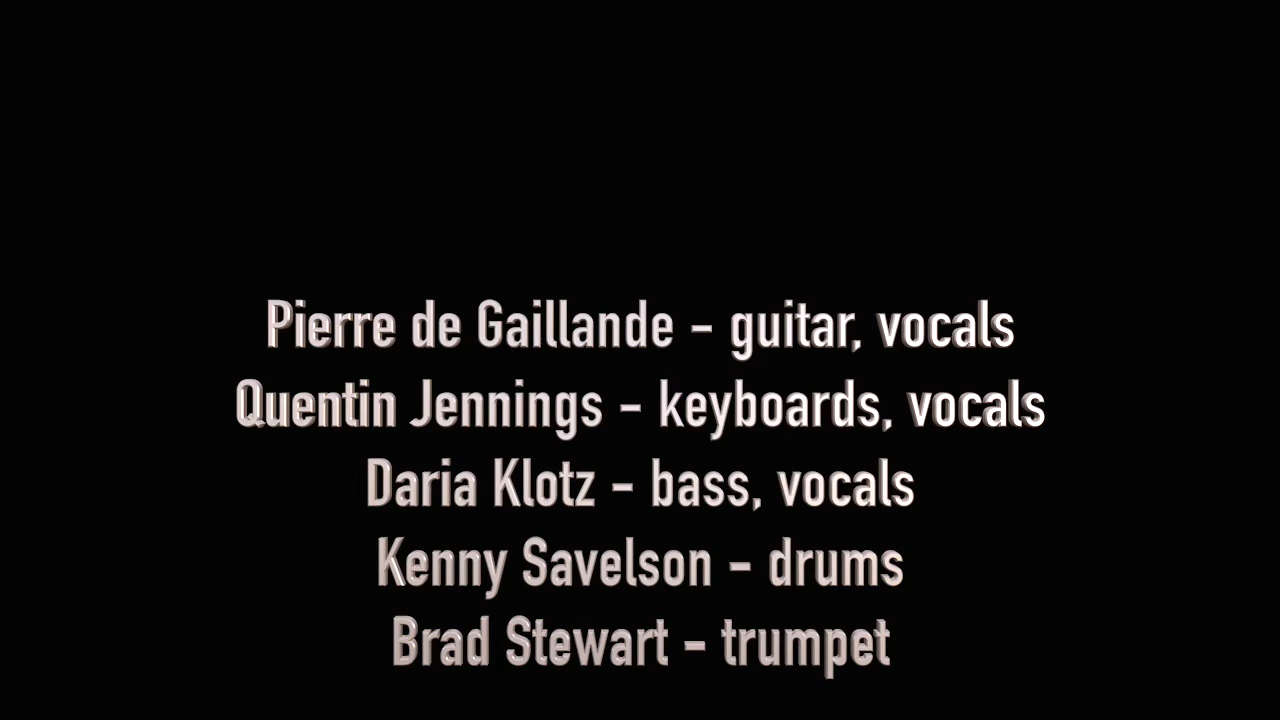 Pierre de Gaillande - guitar, vocals
Quentin Jennings - keyboards, vocals
Daria Klotz - bass, vocals
Kenny Savelson - drums
Brad Stewart - trumpet